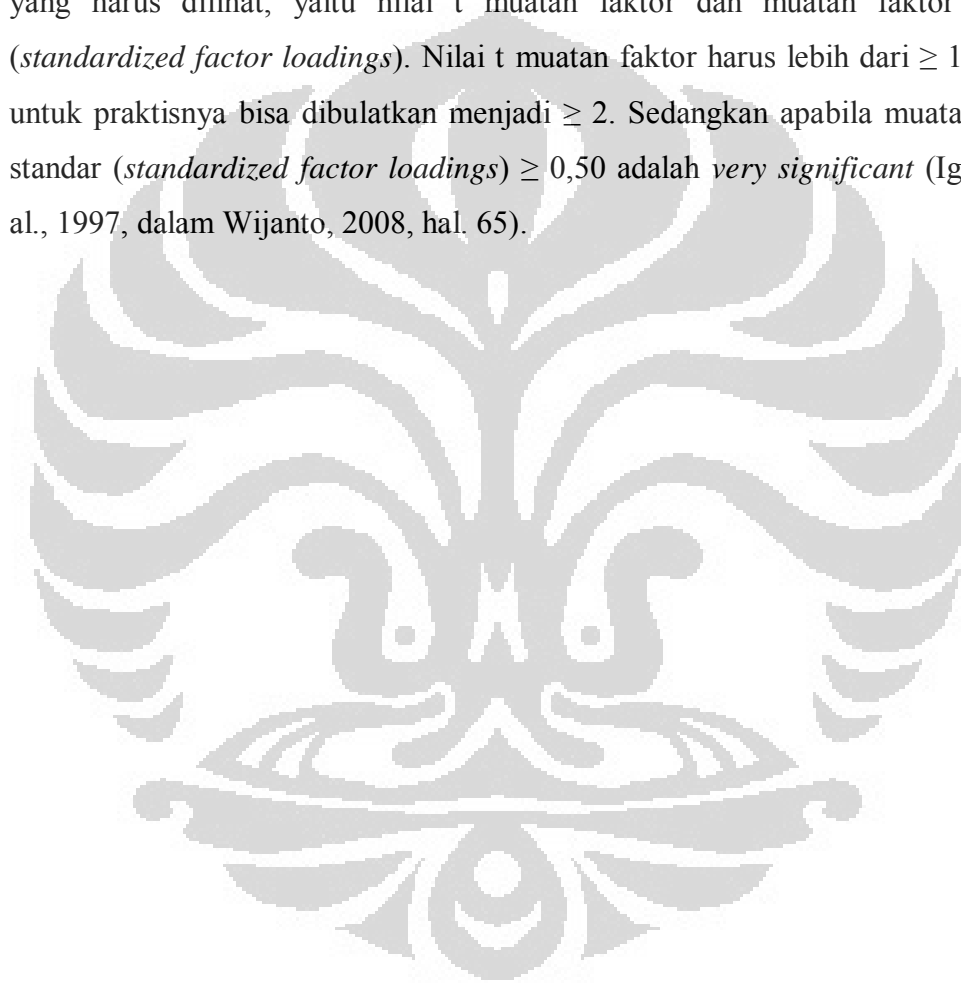 yang harus dilihat, yaitu nilai t muatan faktor dan muatan faktor
(standardized factor loadings). Nilai t muatan faktor harus lebih dari ≥ 1
untuk praktisnya bisa dibulatkan menjadi ≥ 2. Sedangkan apabila muata
standar (standardized factor loadings) ≥ 0,50 adalah very significant (Ig
al., 1997, dalam Wijanto, 2008, hal. 65).